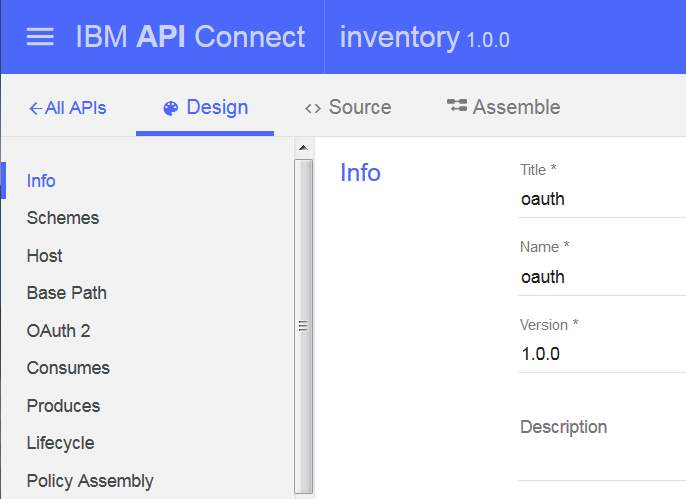 IBM API Connect inventory 1.0.0
All APIs Design Source Assemble
Info
Schemes
Host
Base Path
OAuth 2
Consumes
Produces
Lifecycle
Policy Assembly
Info
Title *
oauth
Name *
oauth
Version *
1.0.0
Description